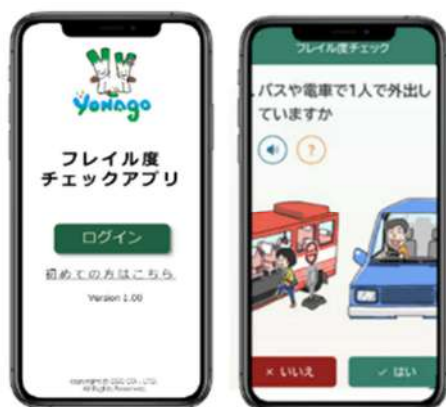 Yonago
フレイル度
チェックアプリ
ログイン
初めての方はこちら
Version 1.00
All Rights Reserved.
フレイル度チェック
バスや電車で1人で外出し
ていますか
?
× いいえ
✓ はい